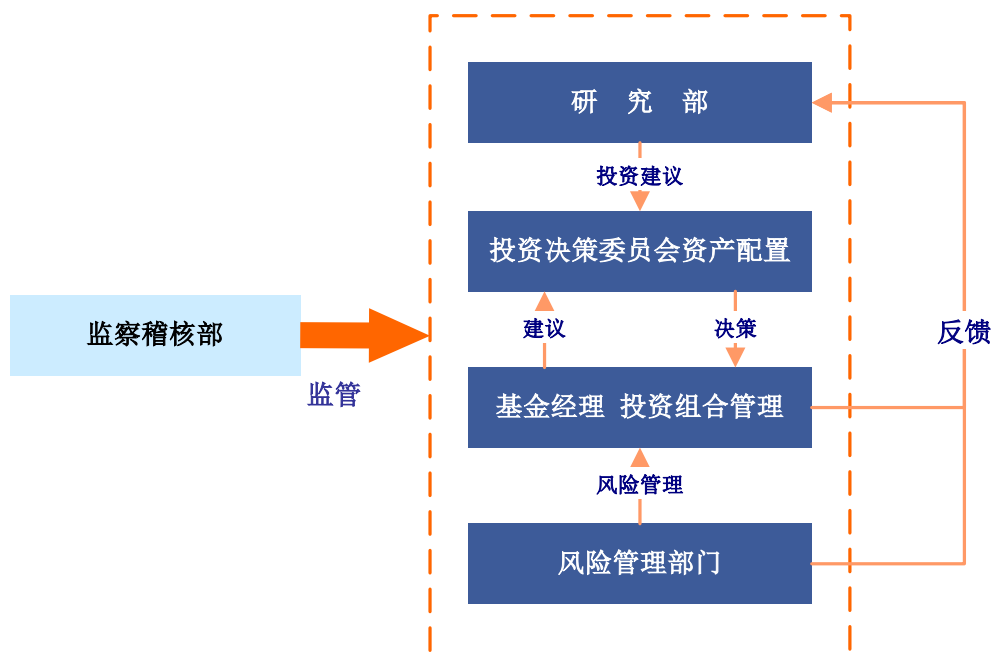 研 究 部
投资建议
投资决策委员会资产配置
监察稽核部
监管
建议
决策
反馈
基金经理 投资组合管理
风险管理
风险管理部门